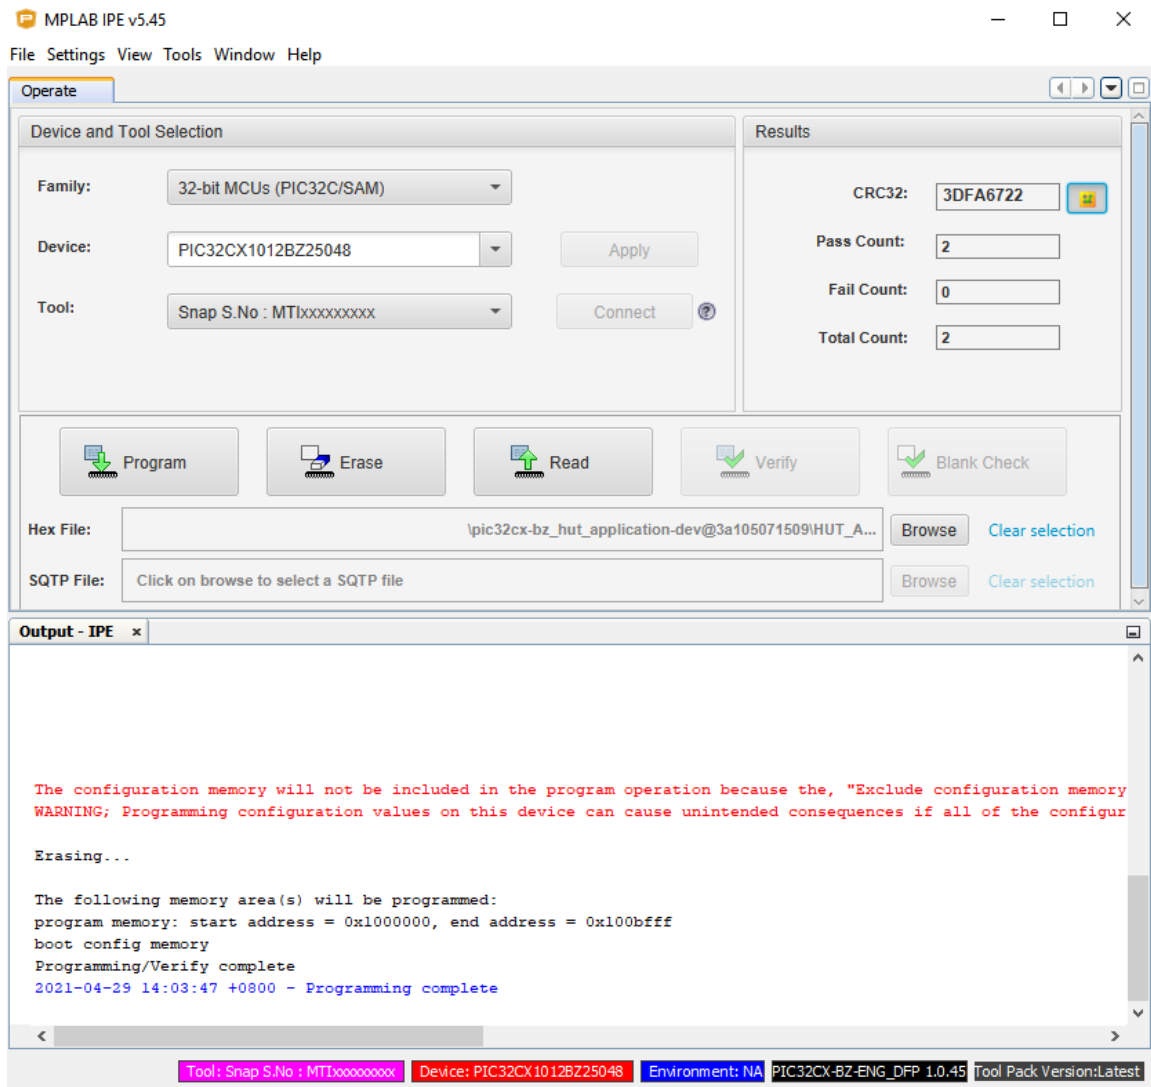 MPLAB IPE v5.45
File Settings View Tools Window Help
Operate
Device and Tool Selection
Results
Family:
32-bit MCUs (PIC32C/SAM)
CRC32:
3DFA6722
Device:
PIC32CX1012BZ25048
Apply
Pass Count:
2
Tool:
Snap S.No : MTIxxxxxxxxx
Connect
Fail Count:
0
Total Count:
2
Program
Erase
Read
Verify
Blank Check
Hex File:
\pic32cx-bz_hut_application-dev@3a105071509\HUT_A...
Browse
Clear selection
SQTP File:
Click on browse to select a SQTP file
Browse
Clear selection
Output - IPE
The configuration memory will not be included in the program operation because the, "Exclude configuration memory
WARNING; Programming configuration values on this device can cause unintended consequences if all of the configur
Erasing...
The following memory area(s) will be programmed:
program memory: start address = 0x1000000, end address = 0x100bfff
boot config memory
Programming/Verify complete
2021-04-29 14:03:47 +0800 - Programming complete
Tool: Snap S.No : MTIxxxxxxxxx
Device: PIC32CX1012BZ25048
Environment: NA
PIC32CX-BZ-ENG_DFP 1.0.45
Tool Pack Version:Latest